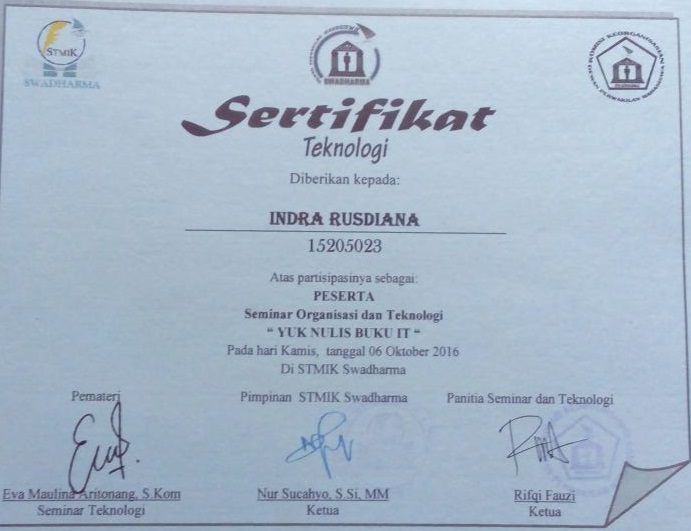 STMIK
SWADHARMA
SWADHARMA
Sertifikat
Teknologi
Diberikan kepada:
INDRA RUSDIANA
15205023
Atas partisipasinya sebagai:
PESERTA
Seminar Organisasi dan Teknologi
“ YUK NULIS BUKU IT “
Pada hari Kamis, tanggal 06 Oktober 2016
Di STMIK Swadharma
Pemateri Pimpinan STMIK Swadharma Panitia Seminar dan Teknologi
Eva Maulina Aritonang, S.Kom Nur Sucahyo, S.Si, MM Rifqi Fauzi
Seminar Teknologi Ketua Ketua